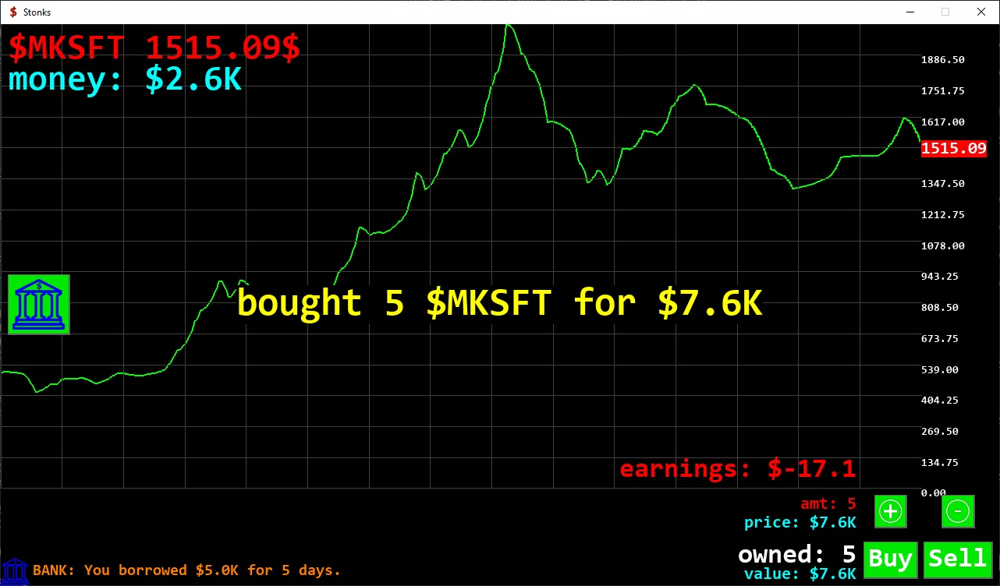 Stonks
$MKSFT 1515.09$
money: $2.6K
1886.50
1751.75
1617.00
1515.09
1347.50
1212.75
1078.00
943.25
808.50
673.75
539.00
404.25
269.50
134.75
0.00
bought 5 $MKSFT for $7.6K
earnings: $-17.1
amt: 5
price: $7.6K
+
-
owned: 5
value: $7.6K
Buy
Sell
$
BANK: You borrowed $5.0K for 5 days.